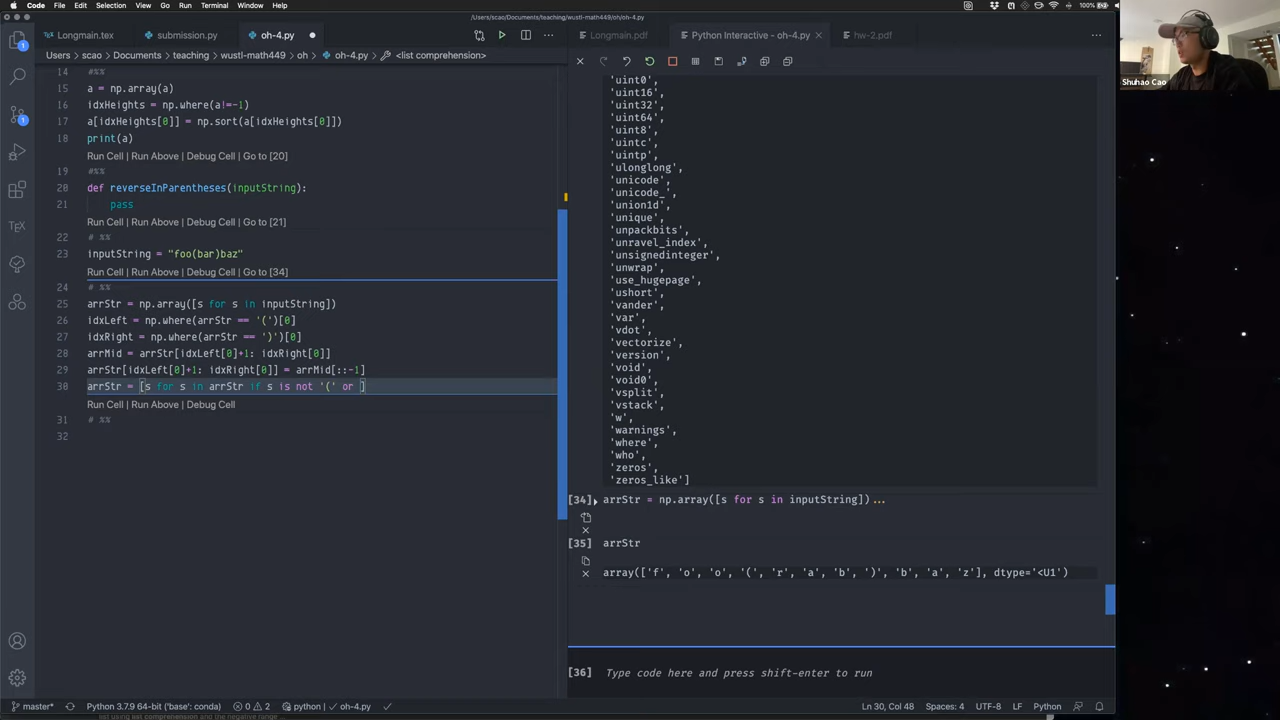 Code File Edit Selection View Go Run Terminal Window Help
100%
/Users/scao/Documents/teaching/wustl-math449/oh/oh-4.py
Longmain.tex submission.py oh-4.py
Longmain.pdf Python Interactive - oh-4.py hw-2.pdf
Users > scao > Documents > teaching > wustl-math449 > oh > oh-4.py > <list comprehension>
Shuhao Cao
14 #%%
15 a = np.array(a)
16 idxHeights = np.where(a!=-1)
17 a[idxHeights[0]] = np.sort(a[idxHeights[0]])
18 print(a)
Run Cell | Run Above | Debug Cell | Go to [20]
19 #%%
20 def reverseInParentheses(inputString):
21 pass
Run Cell | Run Above | Debug Cell | Go to [21]
22 # %%
23 inputString = "foo(bar)baz"
Run Cell | Run Above | Debug Cell | Go to [34]
24 # %%
25 arrStr = np.array([s for s in inputString])
26 idxLeft = np.where(arrStr == '(')[0]
27 idxRight = np.where(arrStr == ')')[0]
28 arrMid = arrStr[idxLeft[0]+1: idxRight[0]]
29 arrStr[idxLeft[0]+1: idxRight[0]] = arrMid[::-1]
30 arrStr = [s for s in arrStr if s is not '(' or ]
Run Cell | Run Above | Debug Cell
31 # %%
32
'uint0',
'uint16',
'uint32',
'uint64',
'uint8',
'uintc',
'uintp',
'ulonglong',
'unicode',
'unicode_',
'union1d',
'unique',
'unpackbits',
'unravel_index',
'unsignedinteger',
'unwrap',
'use_hugepage',
'ushort',
'vander',
'var',
'vdot',
'vectorize',
'version',
'void',
'void0',
'vsplit',
'vstack',
'w',
'warnings',
'where',
'who',
'zeros',
'zeros_like']
[34] arrStr = np.array([s for s in inputString])...
[35] arrStr
array(['f', 'o', 'o', '(', 'r', 'a', 'b', ')', 'b', 'a', 'z'], dtype='<U1')
[36] Type code here and press shift-enter to run
master* Python 3.7.9 64-bit ('base': conda) 0 2 python | oh-4.py Ln 30, Col 48 Spaces: 4 UTF-8 LF Python